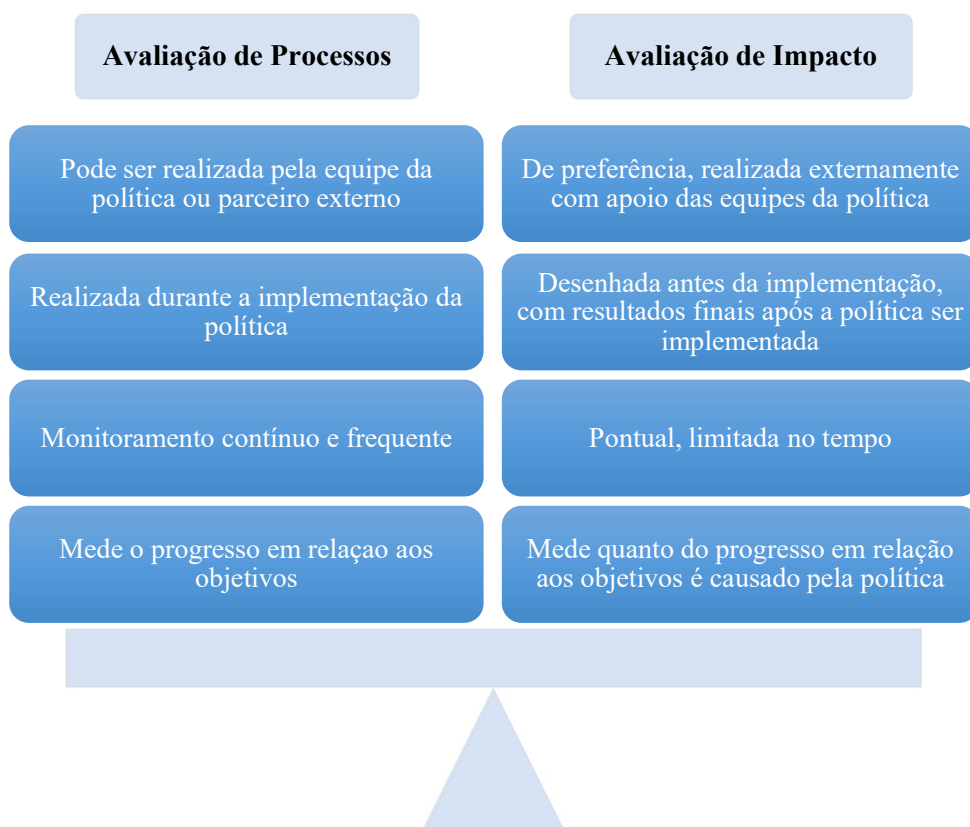 Avaliação de Processos
Avaliação de Impacto
Pode ser realizada pela equipe da
política ou parceiro externo
De preferência, realizada externamente
com apoio das equipes da política
Realizada durante a implementação da
política
Desenhada antes da implementação,
com resultados finais após a política ser
implementada
Monitoramento contínuo e frequente
Pontual, limitada no tempo
Mede o progresso em relaçao aos
objetivos
Mede quanto do progresso em relação
aos objetivos é causado pela política